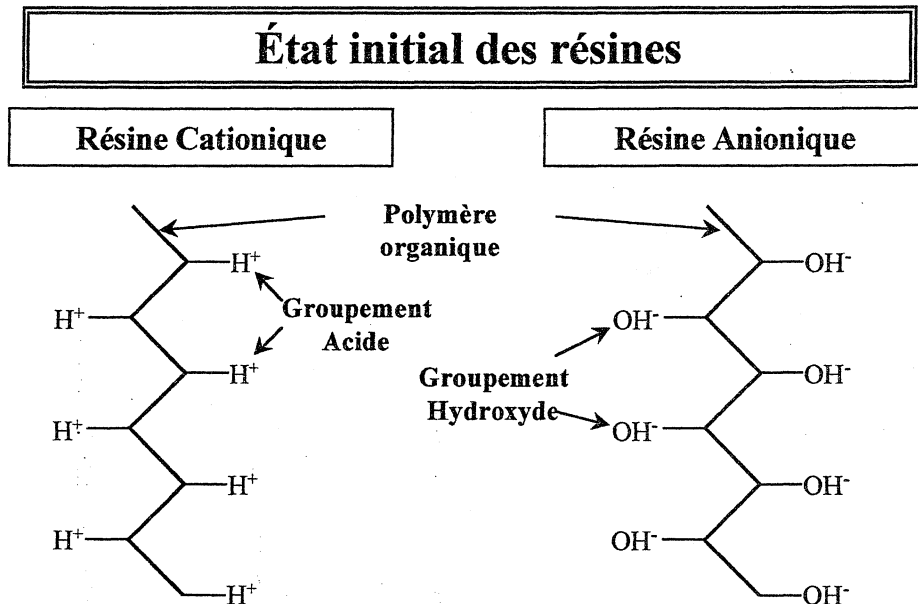 État initial des résines
Résine Cationique
Résine Anionique
Polymère
organique
H⁺
OH⁻
H⁺
Groupement
Acide
OH⁻
H⁺
Groupement
Hydroxyde
OH⁻
H⁺
OH⁻
H⁺
OH⁻
H⁺
OH⁻
H⁺
OH⁻